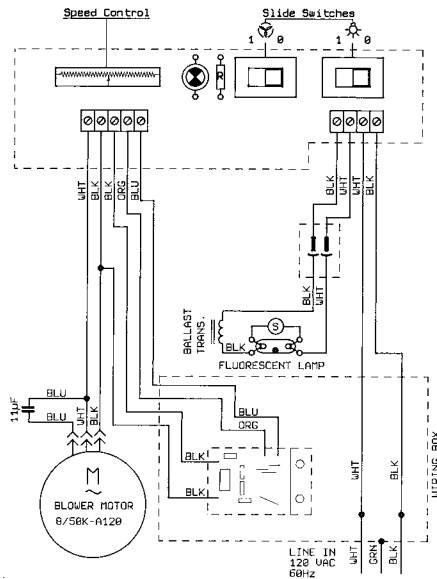 Speed Control
Slide Switches
1 0
1 0
R
WHT
BLK
BLK
ORG
BLU
BLK
WHT
WHT
BLK
BLK
WHT
BALLAST
TRANS.
S
BLK
FLUORESCENT LAMP
BLU
11µF
BLU
WHT
BLK
BLU
ORG
BLK
BLK
M
~
BLOWER MOTOR
8/50K-A120
WHT
BLK
WIRING BOX
LINE IN
120 VAC
60Hz
WHT
GRN
BLK